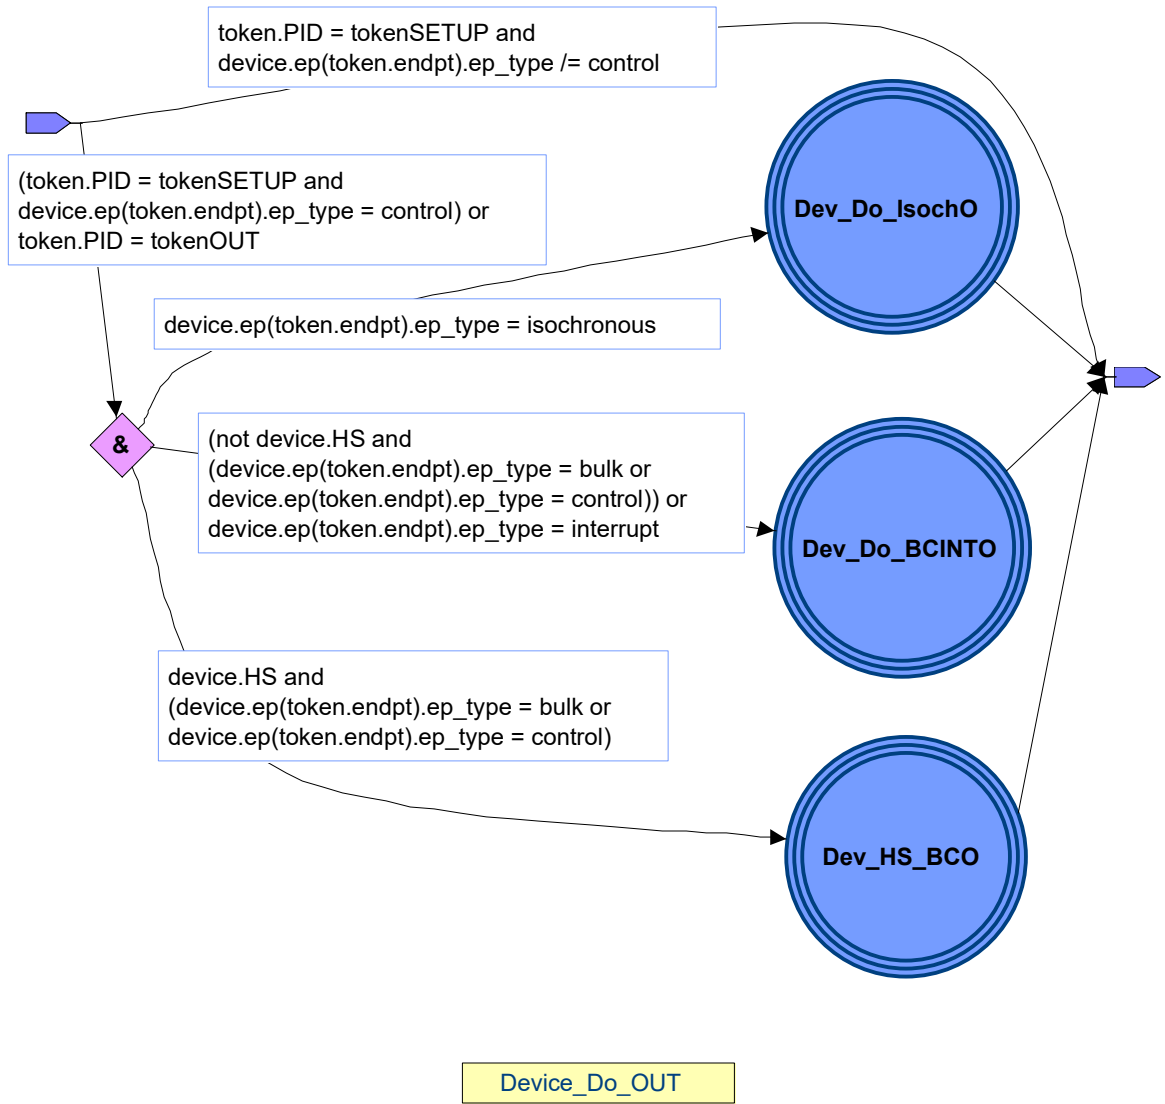 token.PID = tokenSETUP and
device.ep(token.endpt).ep_type /= control
(token.PID = tokenSETUP and
device.ep(token.endpt).ep_type = control) or
token.PID = tokenOUT
Dev_Do_IsochO
device.ep(token.endpt).ep_type = isochronous
&
(not device.HS and
(device.ep(token.endpt).ep_type = bulk or
device.ep(token.endpt).ep_type = control)) or
device.ep(token.endpt).ep_type = interrupt
Dev_Do_BCINTO
device.HS and
(device.ep(token.endpt).ep_type = bulk or
device.ep(token.endpt).ep_type = control)
Dev_HS_BCO
Device_Do_OUT